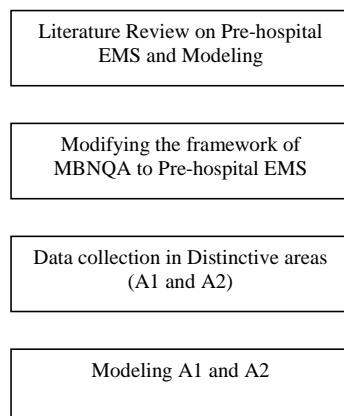 Literature Review on Pre-hospital
EMS and Modeling
Modifying the framework of
MBNQA to Pre-hospital EMS
Data collection in Distinctive areas
(A1 and A2)
Modeling A1 and A2